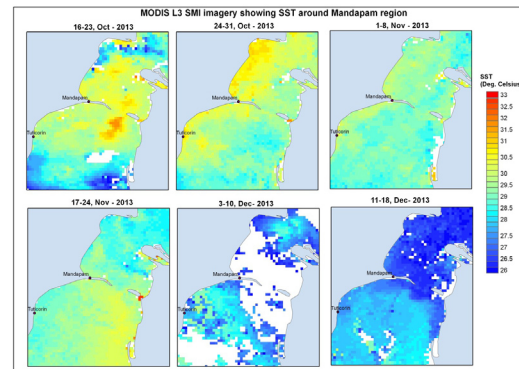 MODIS L3 SMI imagery showing SST around Mandapam region
16-23, Oct - 2013
24-31, Oct - 2013
1-8, Nov - 2013
Mandapam
Tuticorin
Mandapam
Tuticorin
Mandapam
Tuticorin
SST
(Deg. Celsius)
33
32.5
32
31.5
31
30.5
30
29.5
29
28.5
28
27.5
27
26.5
26
17-24, Nov - 2013
3-10, Dec- 2013
11-18, Dec- 2013
Mandapam
Tuticorin
Mandapam
Tuticorin
Mandapam
Tuticorin